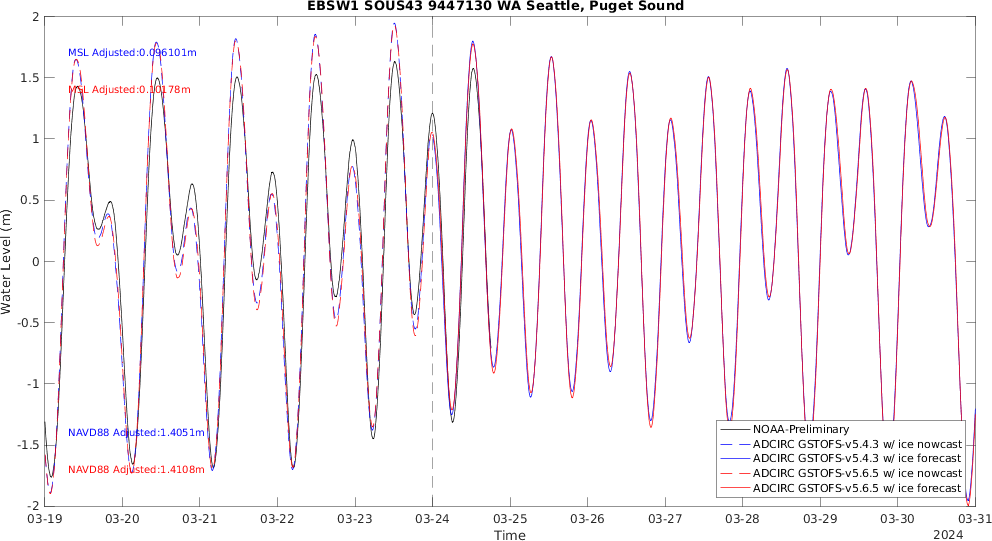 EBSW1 SOUS43 9447130 WA Seattle, Puget Sound
2
1.5
1
0.5
0
-0.5
-1
-1.5
-2
Water Level (m)
MSL Adjusted:0.096101m
MSL Adjusted:0.10178m
NAVD88 Adjusted:1.4051m
NAVD88 Adjusted:1.4108m
NOAA-Preliminary
ADCIRC GSTOFS-v5.4.3 w/ ice nowcast
ADCIRC GSTOFS-v5.4.3 w/ ice forecast
ADCIRC GSTOFS-v5.6.5 w/ ice nowcast
ADCIRC GSTOFS-v5.6.5 w/ ice forecast
03-19 03-20 03-21 03-22 03-23 03-24 03-25 03-26 03-27 03-28 03-29 03-30 03-31
Time
2024